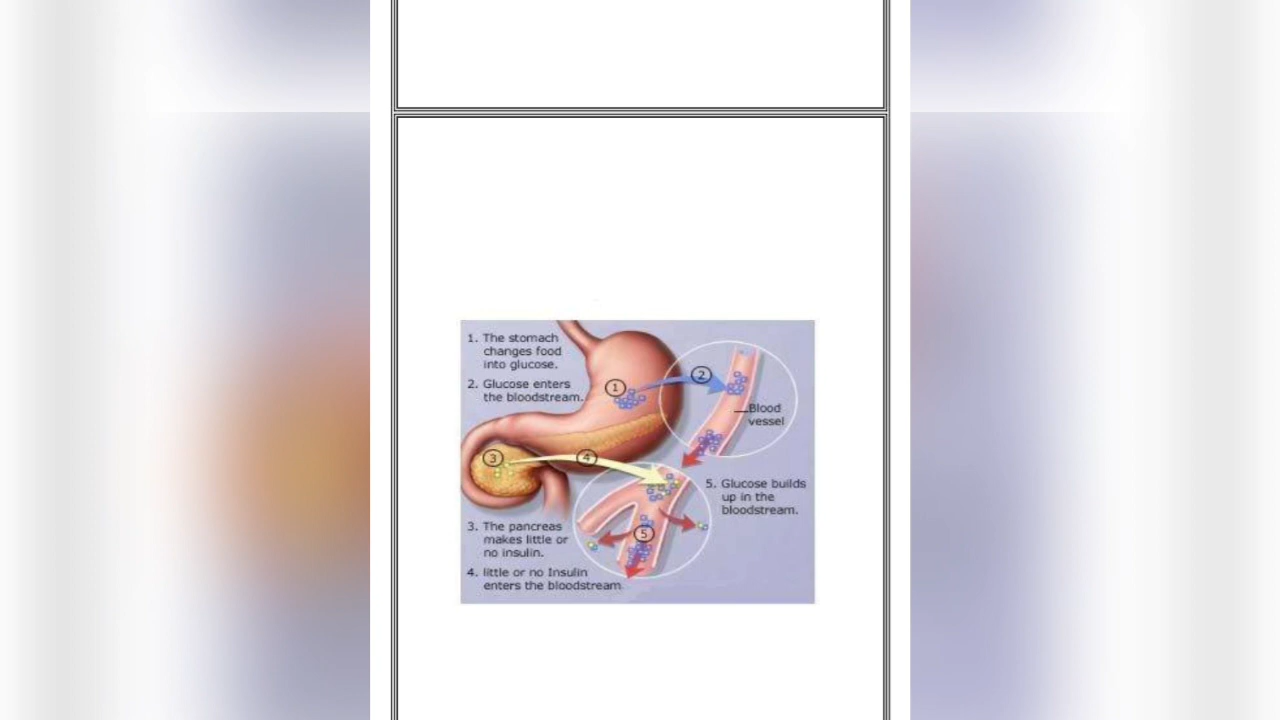 1. The stomach
changes food
into glucose.
2. Glucose enters
the bloodstream.
1
2
Blood
vessel
3
4
5. Glucose builds
up in the
bloodstream.
5
3. The pancreas
makes little or
no insulin.
4. little or no Insulin
enters the bloodstream